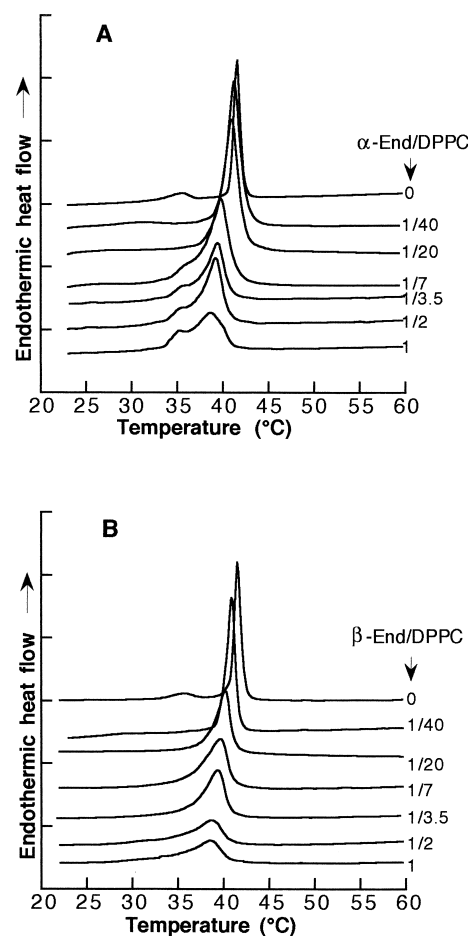 A
α-End/DPPC
0
1/40
1/20
1/7
1/3.5
1/2
1
Endothermic heat flow
20 25 30 35 40 45 50 55 60
Temperature (°C)
B
β-End/DPPC
0
1/40
1/20
1/7
1/3.5
1/2
1
Endothermic heat flow
20 25 30 35 40 45 50 55 60
Temperature (°C)